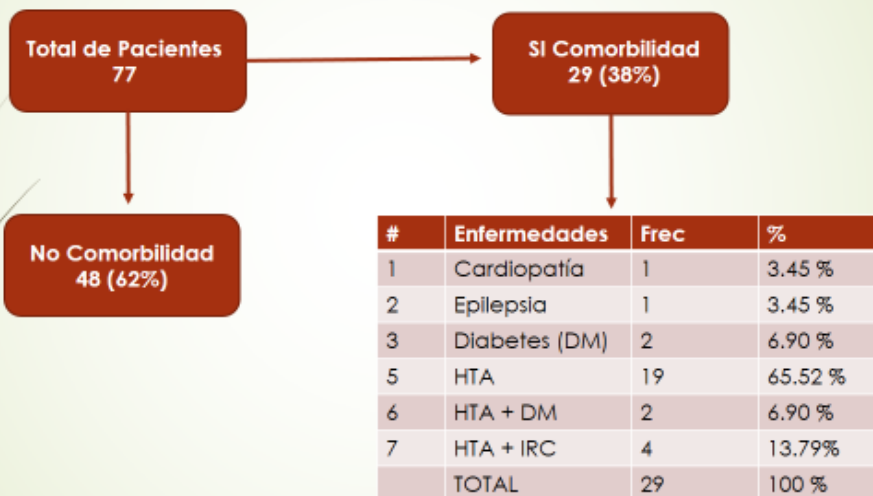 Total de Pacientes
77
SI Comorbilidad
29 (38%)
No Comorbilidad
48 (62%)
# Enfermedades Frec %
1 Cardiopatía 1 3.45 %
2 Epilepsia 1 3.45 %
3 Diabetes (DM) 2 6.90 %
5 HTA 19 65.52 %
6 HTA + DM 2 6.90 %
7 HTA + IRC 4 13.79%
TOTAL 29 100 %